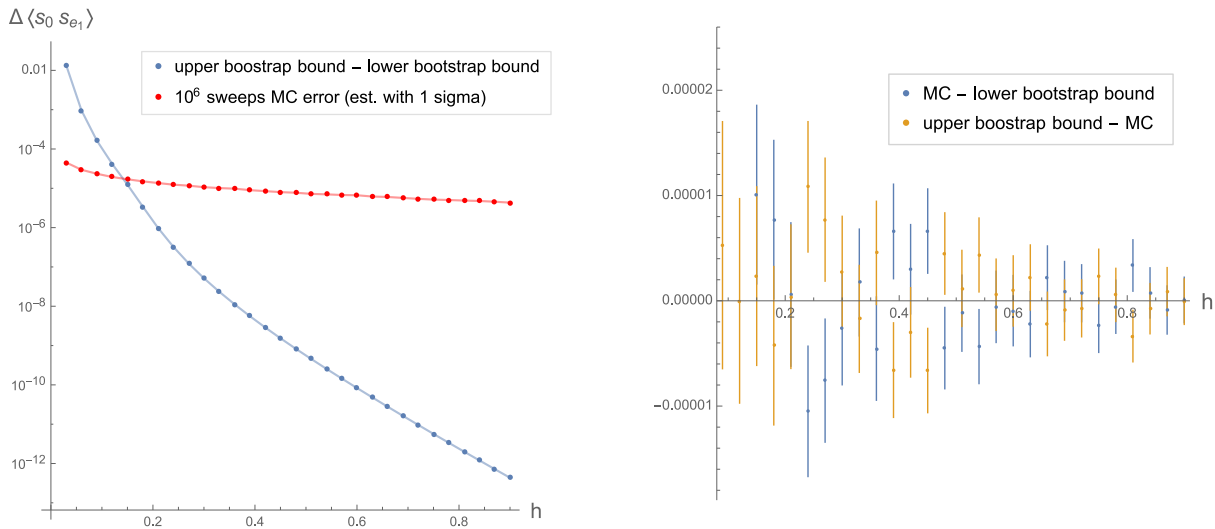 Δ ⟨s₀ s_{e₁}⟩
upper boostrap bound – lower bootstrap bound
10⁶ sweeps MC error (est. with 1 sigma)
0.01
10⁻⁴
10⁻⁶
10⁻⁸
10⁻¹⁰
10⁻¹²
0.2
0.4
0.6
0.8
h
MC – lower bootstrap bound
upper boostrap bound – MC
0.00002
0.00001
0.00000
−0.00001
0.2
0.4
0.6
0.8
h